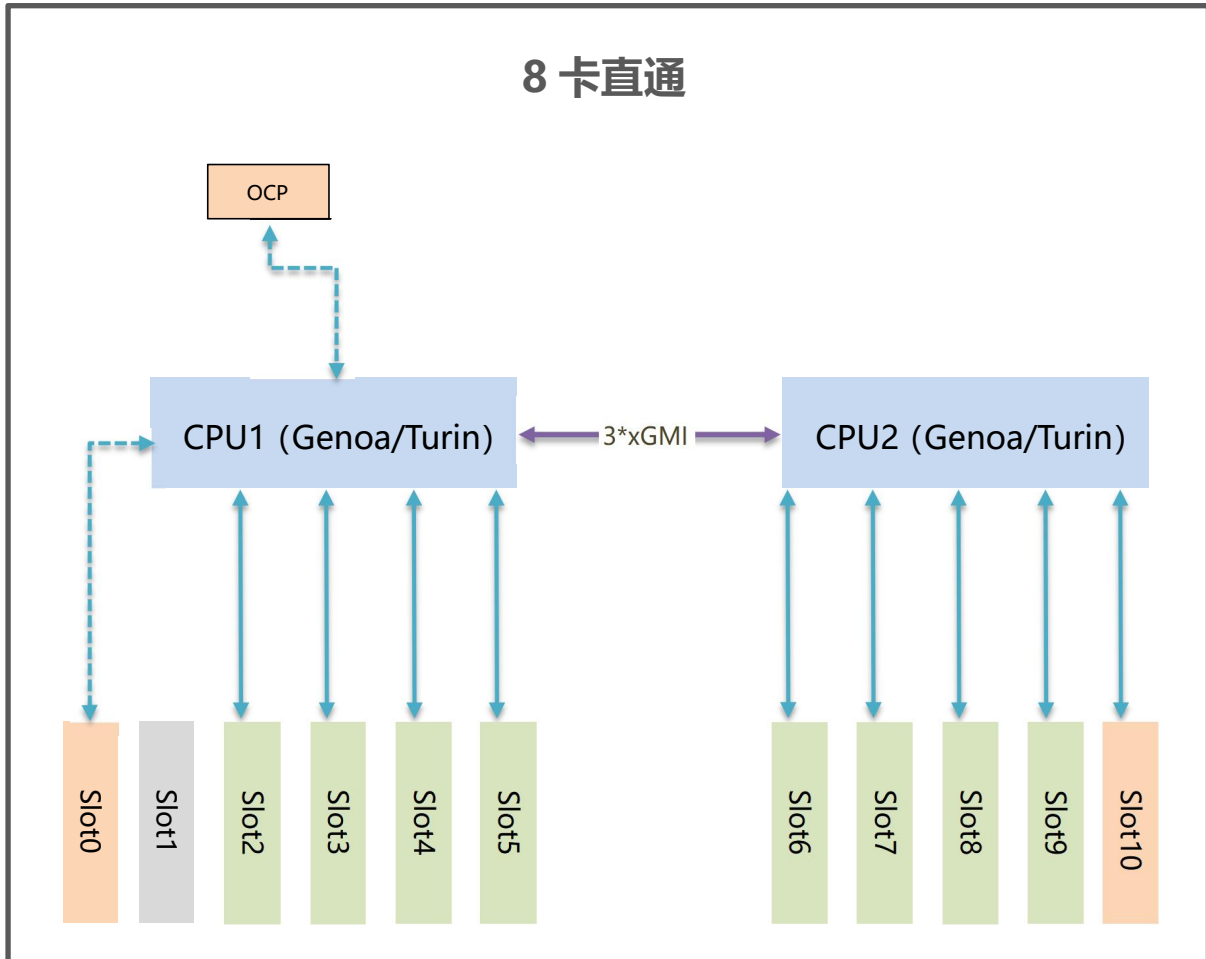 8 卡直通
OCP
CPU1 (Genoa/Turin)
3*xGMI
CPU2 (Genoa/Turin)
Slot0
Slot1
Slot2
Slot3
Slot4
Slot5
Slot6
Slot7
Slot8
Slot9
Slot10